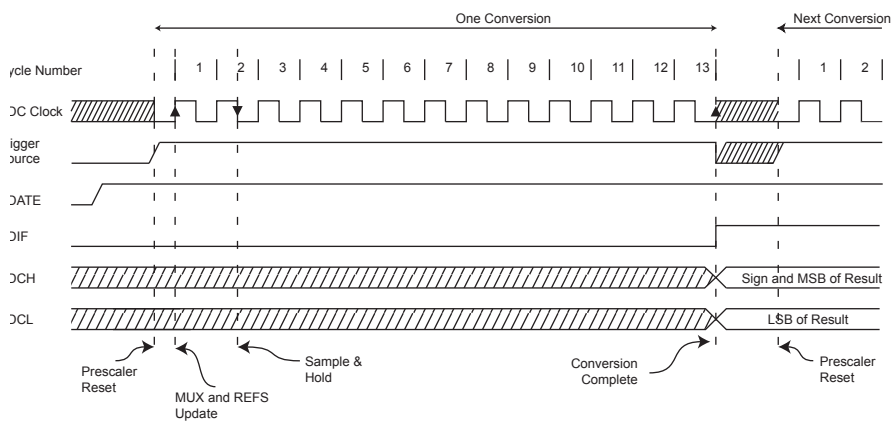 One Conversion
Next Conversion
ycle Number
1 2 3 4 5 6 7 8 9 10 11 12 13 1 2
DC Clock
rigger
ource
DATE
DIF
DCH
Sign and MSB of Result
DCL
LSB of Result
Prescaler
Reset
MUX and REFS
Update
Sample &
Hold
Conversion
Complete
Prescaler
Reset